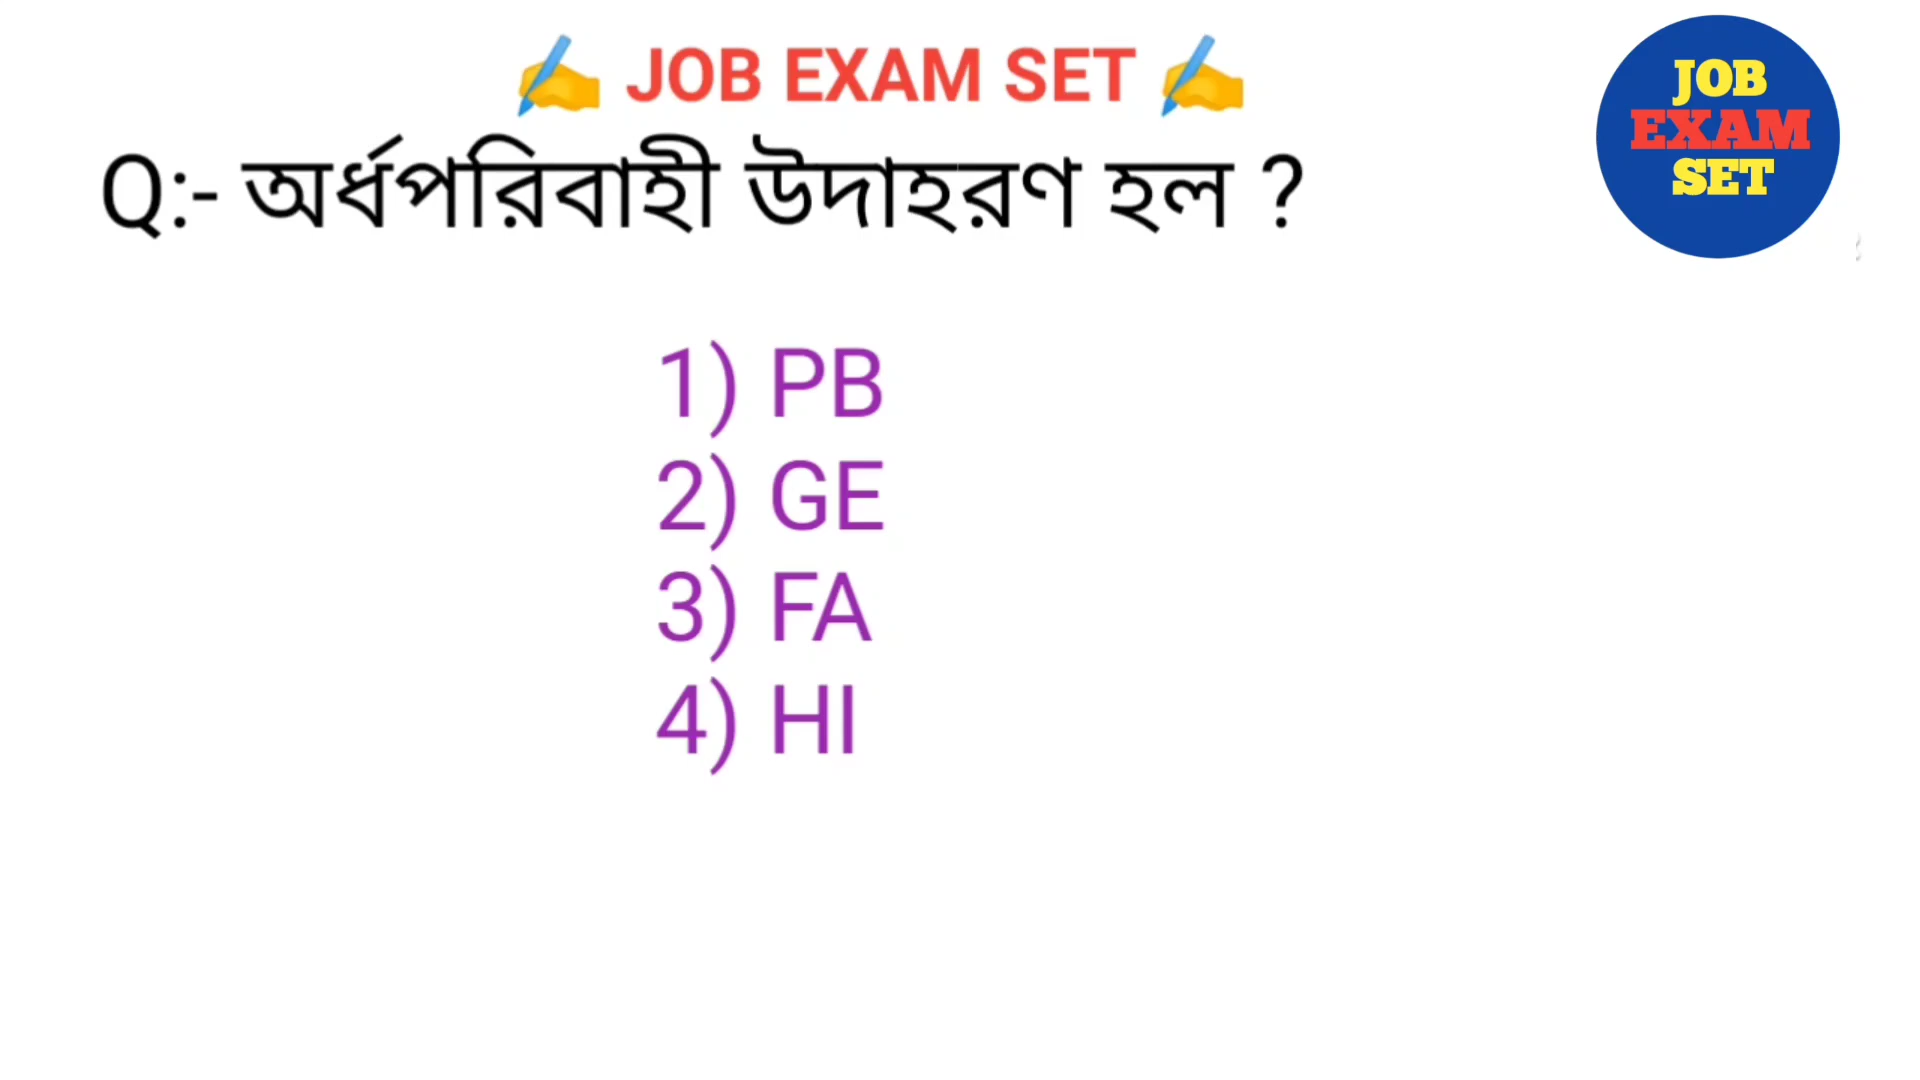 ✍️ JOB EXAM SET ✍️
JOB
EXAM
SET
Q:- অর্ধপরিবাহী উদাহরণ হল ?
1) PB
2) GE
3) FA
4) HI